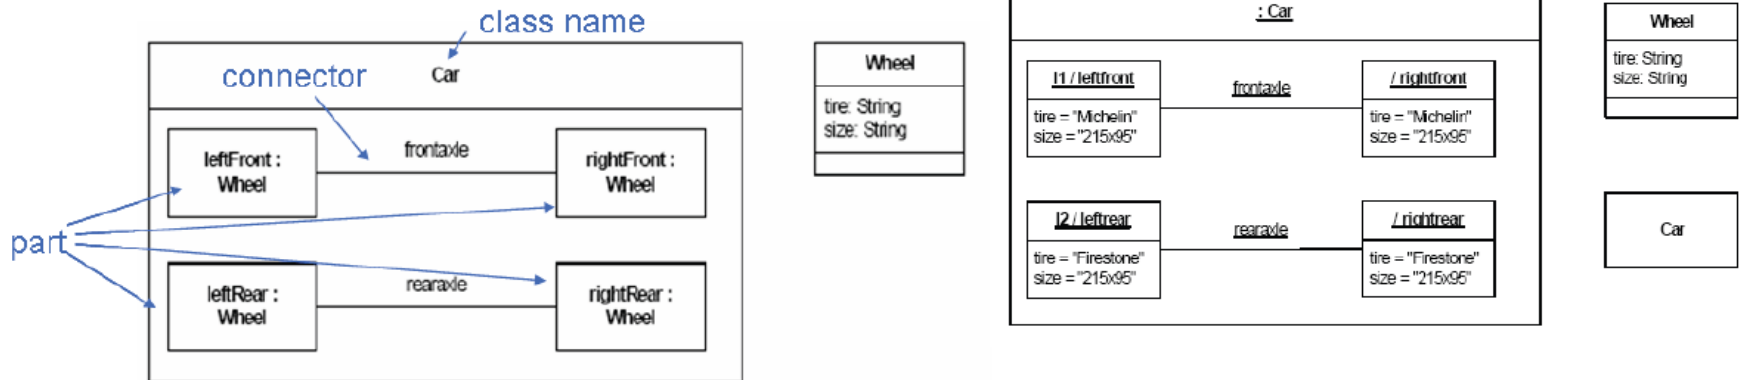 class name
Car
connector
leftFront :
Wheel
frontaxle
rightFront :
Wheel
part
leftRear :
Wheel
rearaxle
rightRear :
Wheel
Wheel
tire: String
size: String
: Car
l1 / leftfront
tire = "Michelin"
size = "215x95"
frontaxle
/ rightfront
tire = "Michelin"
size = "215x95"
l2 / leftrear
tire = "Firestone"
size = "215x95"
rearaxle
/ rightrear
tire = "Firestone"
size = "215x95"
Wheel
tire: String
size: String
Car